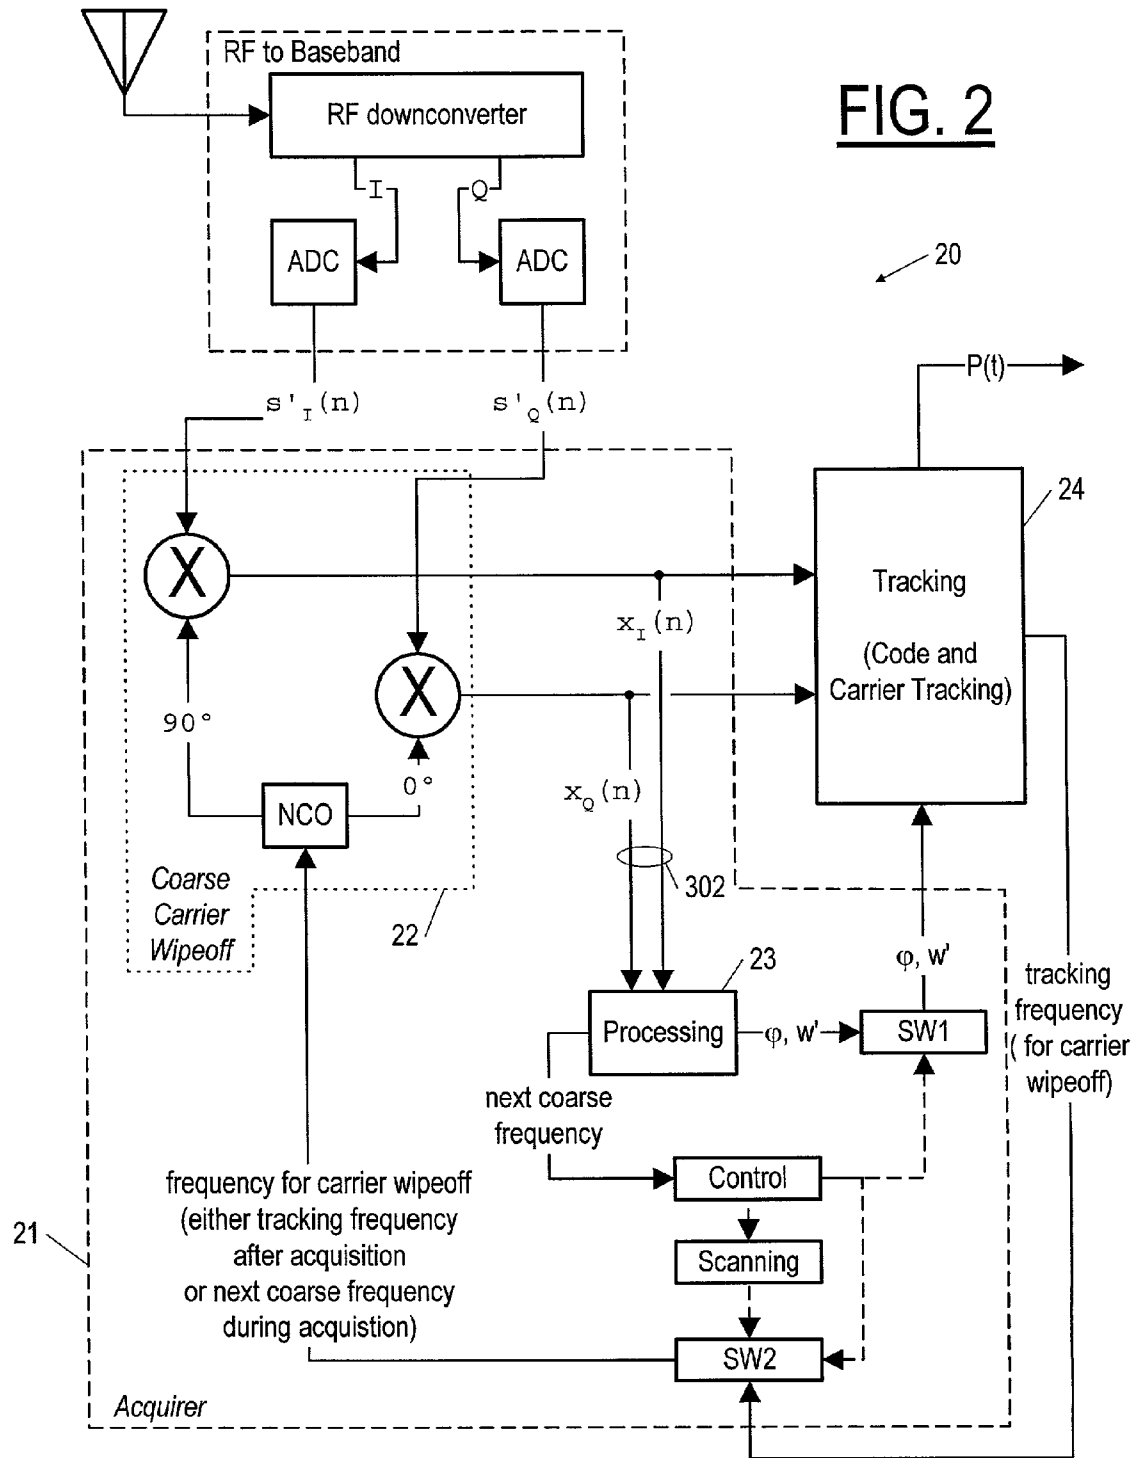 RF to Baseband
RF downconverter
FIG. 2
I
Q
ADC
ADC
20
P(t)
s'I(n)
s'Q(n)
24
X
Tracking
(Code and
Carrier Tracking)
xI(n)
X
90°
0°
xQ(n)
NCO
302
Coarse
Carrier
Wipeoff
22
23
φ, w'
tracking
frequency
( for carrier
wipeoff)
Processing
φ, w'
SW1
next coarse
frequency
Control
frequency for carrier wipeoff
(either tracking frequency
after acquisition
or next coarse frequency
during acquistion)
21
Scanning
SW2
Acquirer